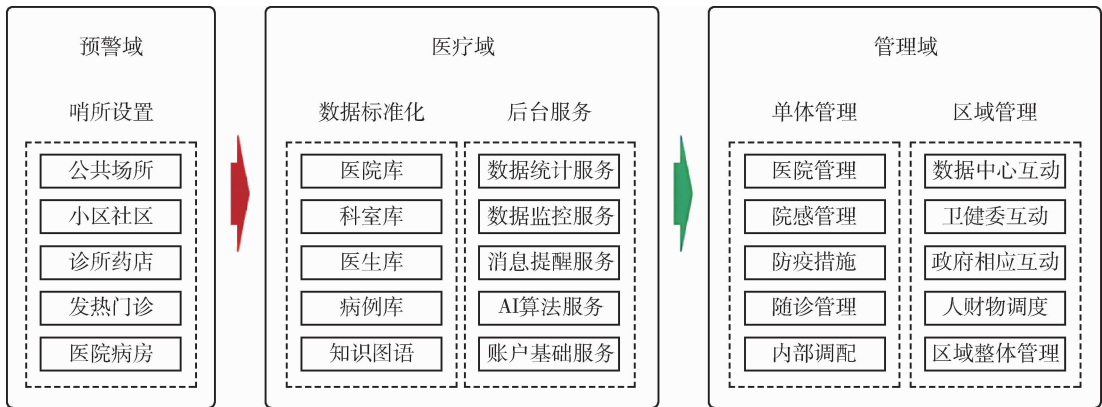 预警域
哨所设置
公共场所
小区社区
诊所药店
发热门诊
医院病房
医疗域
数据标准化
医院库
科室库
医生库
病例库
知识图语
后台服务
数据统计服务
数据监控服务
消息提醒服务
AI算法服务
账户基础服务
管理域
单体管理
医院管理
院感管理
防疫措施
随诊管理
内部调配
区域管理
数据中心互动
卫健委互动
政府相应互动
人财物调度
区域整体管理